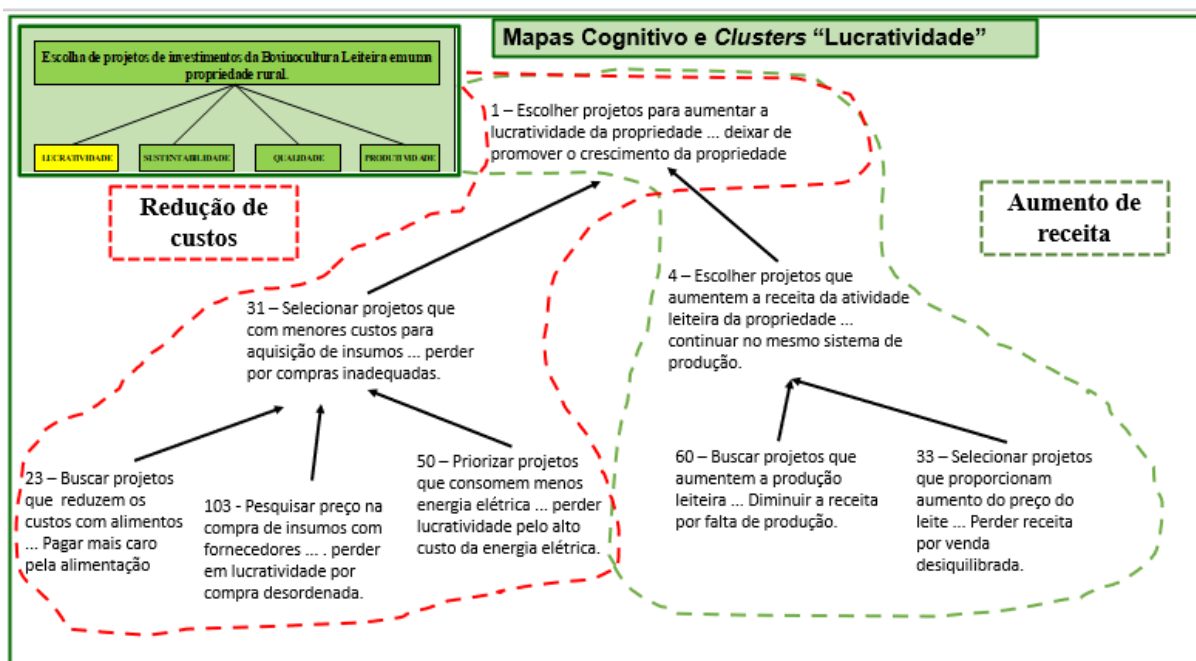 Mapas Cognitivo e Clusters “Lucratividade”
Escolha de projetos de investimentos da Bovinocultura Leiteira em um
propriedade rural.
LUCRATIVIDADE
SUSTENTABILIDADE
QUALIDADE
PRODUTIVIDADE
1 – Escolher projetos para aumentar a
lucratividade da propriedade ... deixar de
promover o crescimento da propriedade
Redução de
custos
Aumento de
receita
31 – Selecionar projetos que
com menores custos para
aquisição de insumos ... perder
por compras inadequadas.
4 – Escolher projetos que
aumentem a receita da atividade
leiteira da propriedade ...
continuar no mesmo sistema de
produção.
23 – Buscar projetos
que reduzem os
custos com alimentos
... Pagar mais caro
pela alimentação
103 - Pesquisar preço na
compra de insumos com
fornecedores ... . perder
em lucratividade por
compra desordenada.
50 – Priorizar projetos
que consomem menos
energia elétrica ... perder
lucratividade pelo alto
custo da energia elétrica.
60 – Buscar projetos que
aumentem a produção
leiteira ... Diminuir a receita
por falta de produção.
33 – Selecionar projetos
que proporcionam
aumento do preço do
leite ... Perder receita
por venda
desiquilibrada.